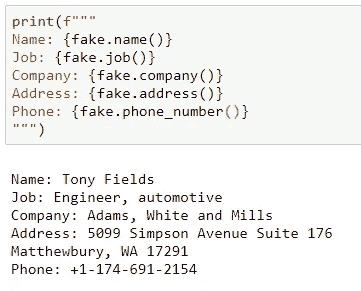 print(f"""
Name: {fake.name()}
Job: {fake.job()}
Company: {fake.company()}
Address: {fake.address()}
Phone: {fake.phone_number()}
""")
Name: Tony Fields
Job: Engineer, automotive
Company: Adams, White and Mills
Address: 5099 Simpson Avenue Suite 176
Matthewbury, WA 17291
Phone: +1-174-691-2154